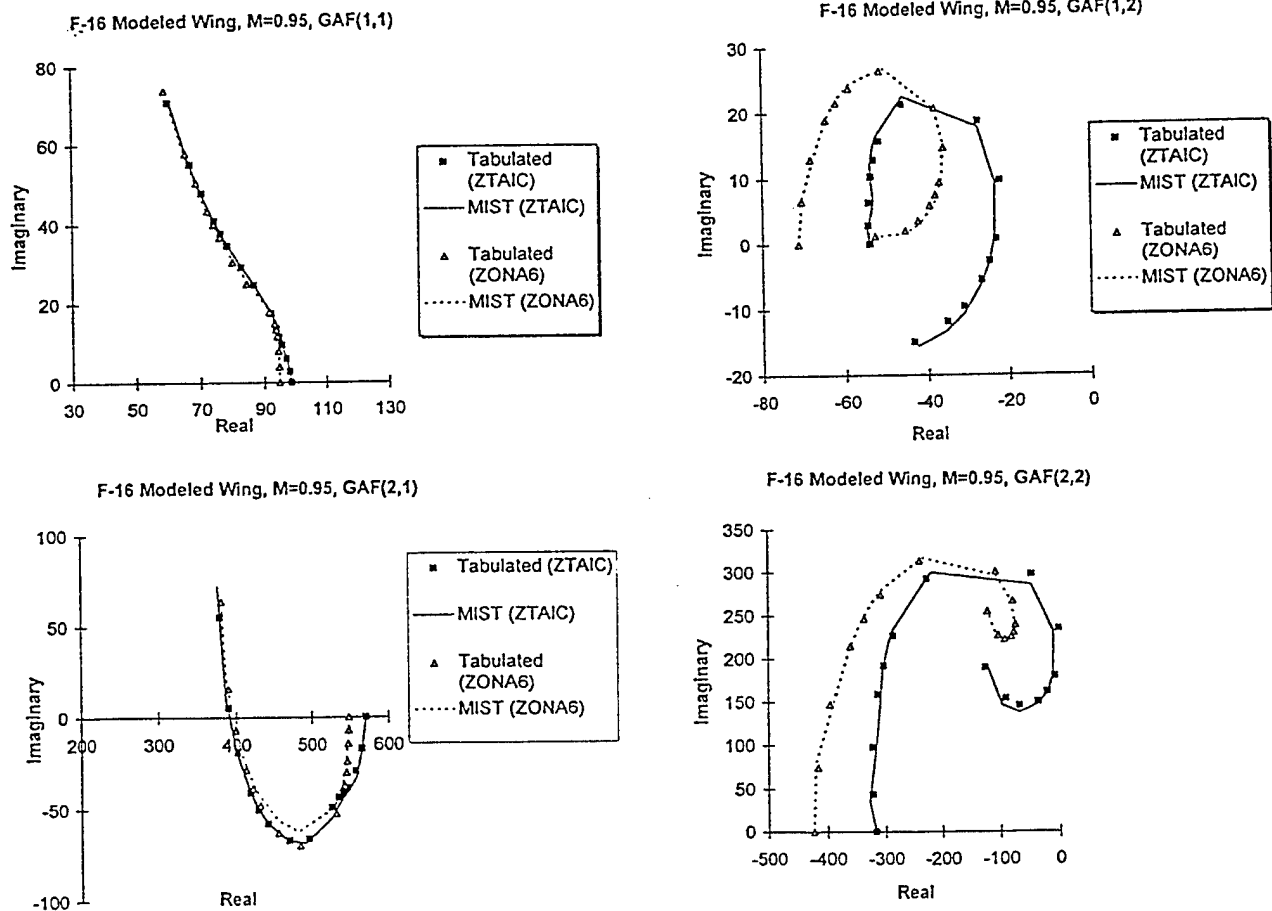 F-16 Modeled Wing, M=0.95, GAF(1,1)
80
60
40
20
0
Imaginary
30 50 70 90 110 130
Real
Tabulated
(ZTAIC)
MIST (ZTAIC)
Tabulated
(ZONA6)
MIST (ZONA6)
F-16 Modeled Wing, M=0.95, GAF(1,2)
30
20
10
0
-10
-20
Imaginary
-80 -60 -40 -20 0
Real
Tabulated
(ZTAIC)
MIST (ZTAIC)
Tabulated
(ZONA6)
MIST (ZONA6)
F-16 Modeled Wing, M=0.95, GAF(2,1)
100
50
0
-50
-100
Imaginary
200 300 400 500 600
Real
Tabulated (ZTAIC)
MIST (ZTAIC)
Tabulated
(ZONA6)
MIST (ZONA6)
F-16 Modeled Wing, M=0.95, GAF(2,2)
350
300
250
200
150
100
50
0
Imaginary
-500 -400 -300 -200 -100 0
Real